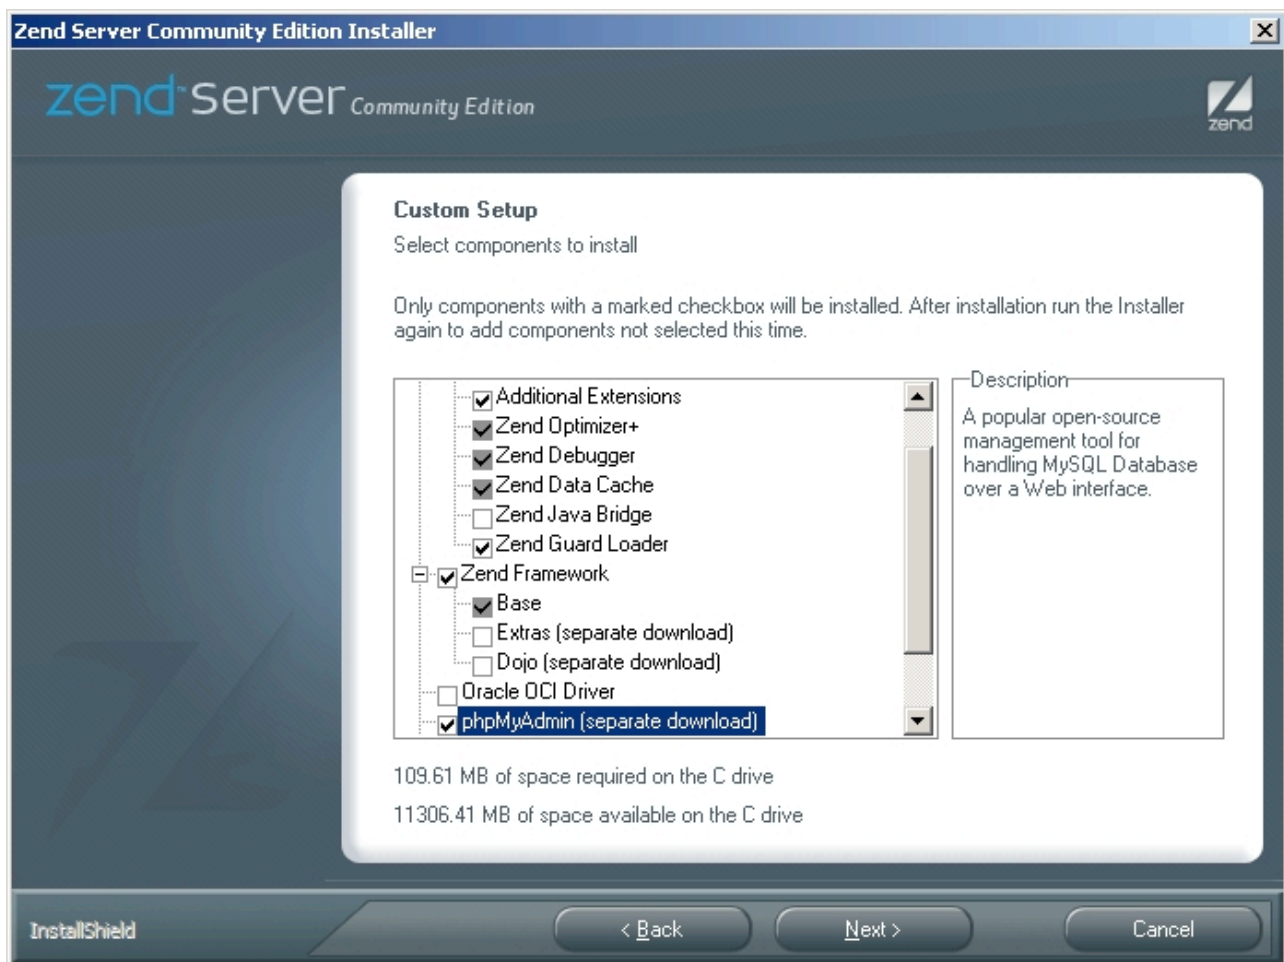 Zend Server Community Edition Installer
zend™ server Community Edition
zend
Custom Setup
Select components to install
Only components with a marked checkbox will be installed. After installation run the Installer
again to add components not selected this time.
Additional Extensions
Zend Optimizer+
Zend Debugger
Zend Data Cache
Zend Java Bridge
Zend Guard Loader
Zend Framework
Base
Extras (separate download)
Dojo (separate download)
Oracle OCI Driver
phpMyAdmin (separate download)
Description
A popular open-source
management tool for
handling MySQL Database
over a Web interface.
109.61 MB of space required on the C drive
11306.41 MB of space available on the C drive
InstallShield
< Back
Next >
Cancel